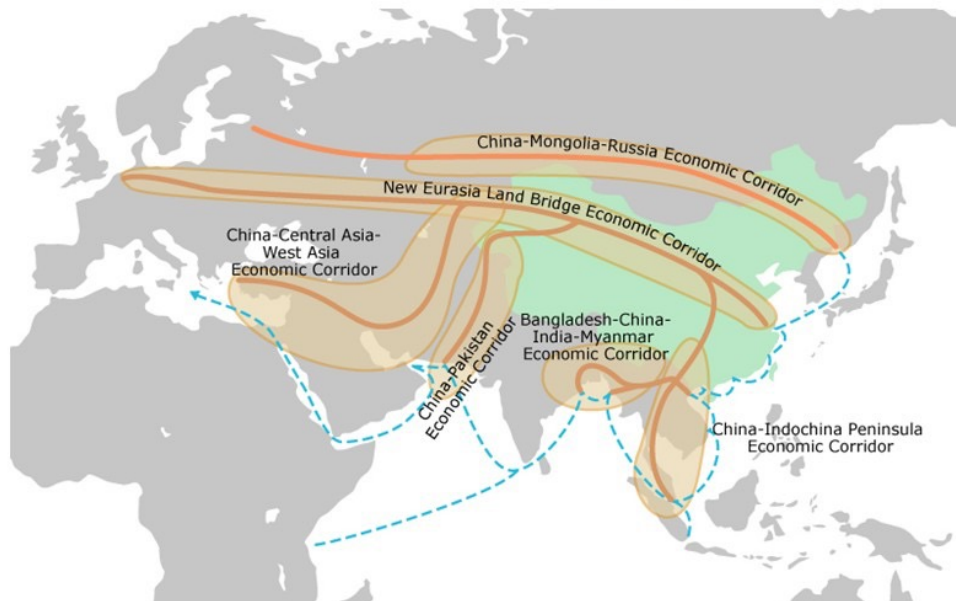 China-Mongolia-Russia Economic Corridor
New Eurasia Land Bridge Economic Corridor
China-Central Asia-
West Asia
Economic Corridor
China-Pakistan
Economic Corridor
Bangladesh-China-
India-Myanmar
Economic Corridor
China-Indochina Peninsula
Economic Corridor